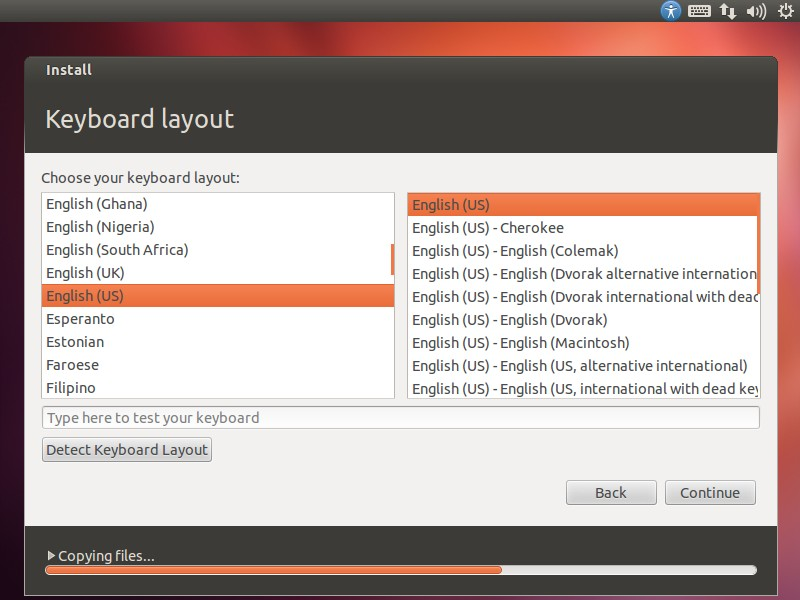 Install
Keyboard layout
Choose your keyboard layout:
English (Ghana)
English (Nigeria)
English (South Africa)
English (UK)
English (US)
Esperanto
Estonian
Faroese
Filipino
English (US)
English (US) - Cherokee
English (US) - English (Colemak)
English (US) - English (Dvorak alternative internation
English (US) - English (Dvorak international with dead
English (US) - English (Dvorak)
English (US) - English (Macintosh)
English (US) - English (US, alternative international)
English (US) - English (US, international with dead key
Type here to test your keyboard
Detect Keyboard Layout
Back
Continue
Copying files...